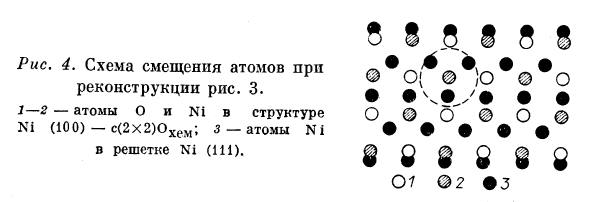 Рис. 4. Схема смещения атомов при
реконструкции рис. 3.
1—2 — атомы O и Ni в структуре
Ni (100) — c(2×2)Oхем; 3 — атомы Ni
в решетке Ni (111).
1 2 3